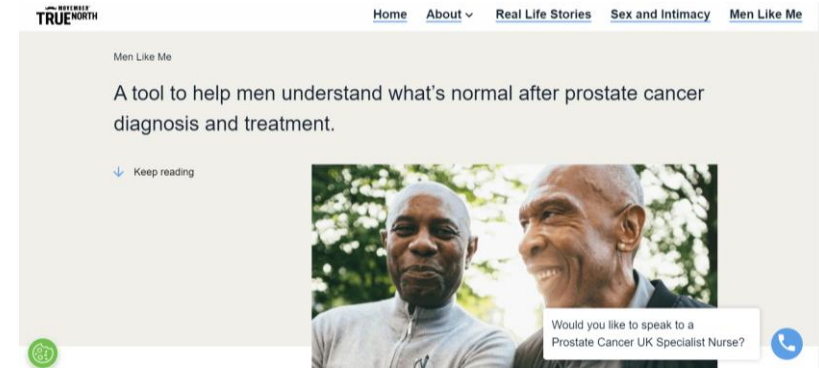 MOVEMBER
TRUE NORTH
Home
About
Real Life Stories
Sex and Intimacy
Men Like Me
Men Like Me
A tool to help men understand what's normal after prostate cancer
diagnosis and treatment.
Keep reading
Would you like to speak to a
Prostate Cancer UK Specialist Nurse?